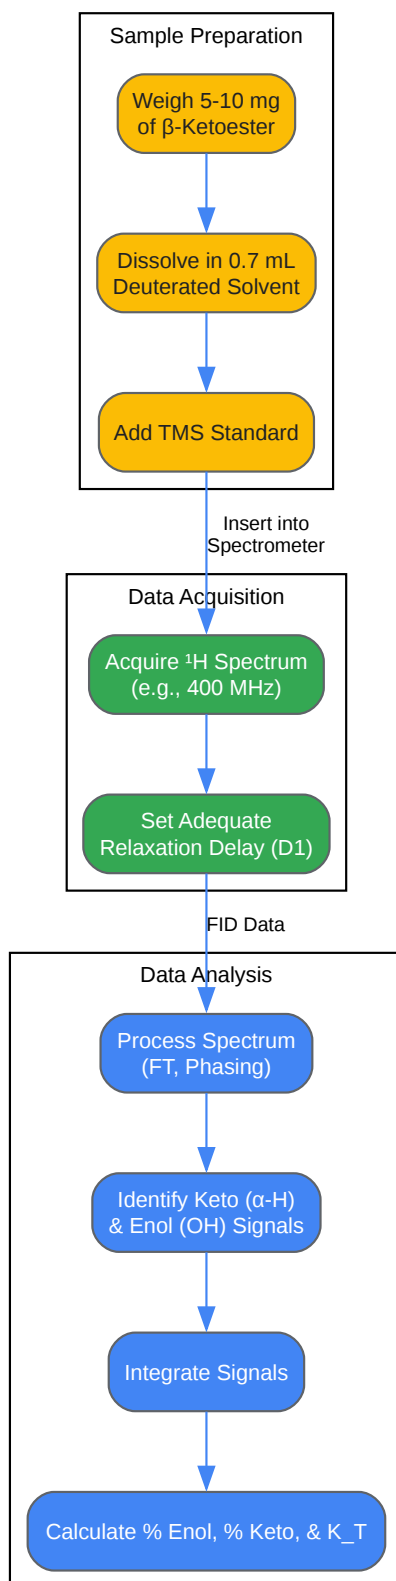 Sample Preparation
Weigh 5-10 mg
of β-Ketoester
Dissolve in 0.7 mL
Deuterated Solvent
Add TMS Standard
Insert into
Spectrometer
Data Acquisition
Acquire ¹H Spectrum
(e.g., 400 MHz)
Set Adequate
Relaxation Delay (D1)
FID Data
Data Analysis
Process Spectrum
(FT, Phasing)
Identify Keto (α-H)
& Enol (OH) Signals
Integrate Signals
Calculate % Enol, % Keto, & K_T